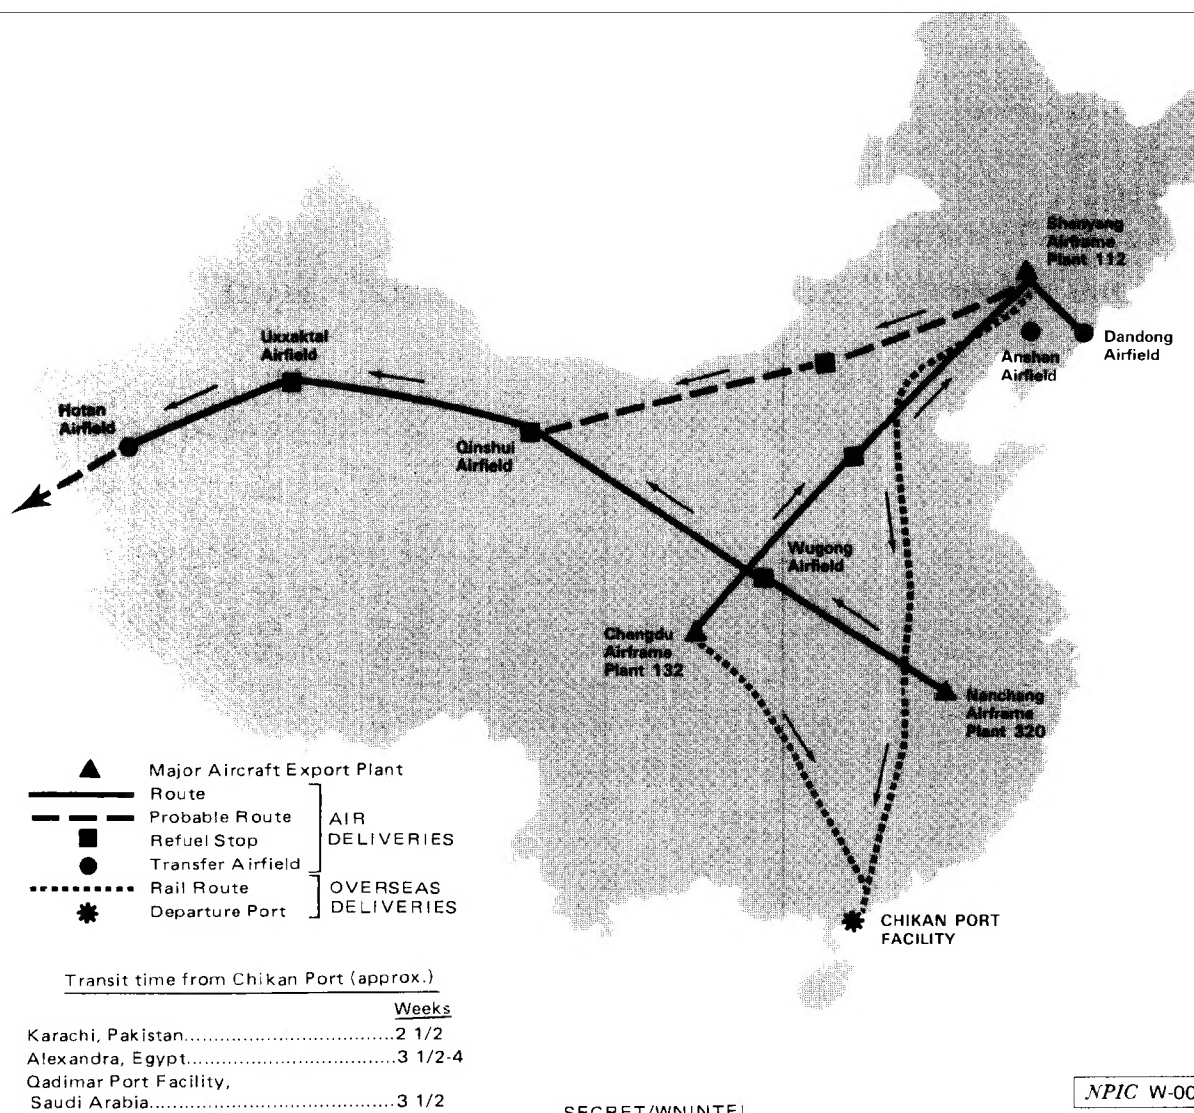 Shenyang
Airframe
Plant 112
Uxxaktal
Airfield
Dandong
Airfield
Anshen
Airfield
Hotan
Airfield
Qinshui
Airfield
Wugong
Airfield
Chengdu
Airframe
Plant 132
Nanchang
Airframe
Plant 320
Major Aircraft Export Plant
Route
Probable Route
Refuel Stop
Transfer Airfield
AIR
DELIVERIES
Rail Route
Departure Port
OVERSEAS
DELIVERIES
CHIKAN PORT
FACILITY
Transit time from Chikan Port (approx.)
Weeks
Karachi, Pakistan....................................2 1/2
Alexandra, Egypt....................................3 1/2-4
Qadimar Port Facility,
Saudi Arabia..........................................3 1/2
NPIC W-00
SECRET/WNINTEL